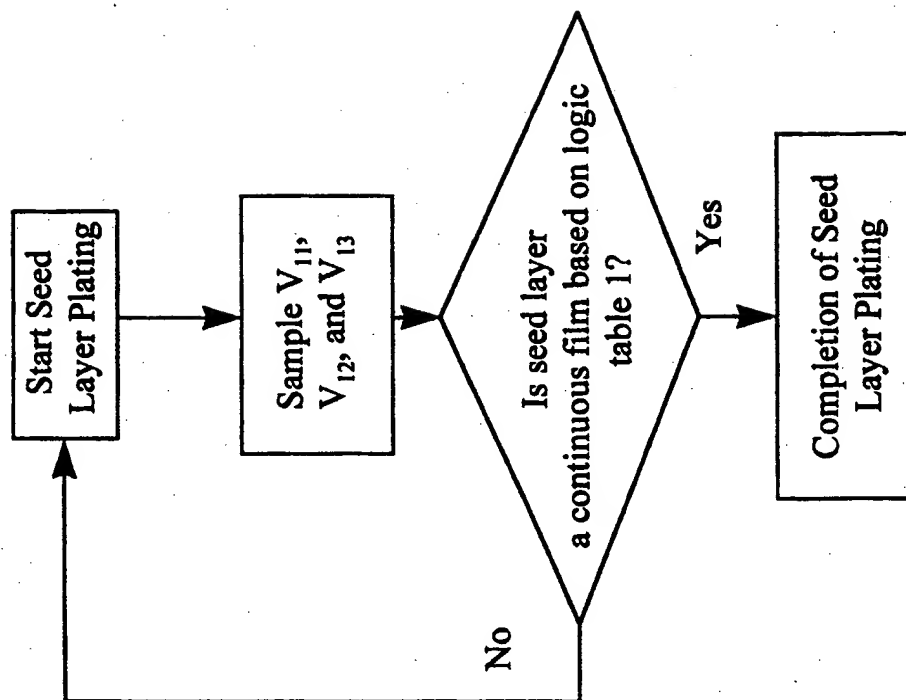 Start Seed
Layer Plating
Sample V₁₁,
V₁₂, and V₁₃
Is seed layer
a continuous film based on logic
table 1?
No
Yes
Completion of Seed
Layer Plating